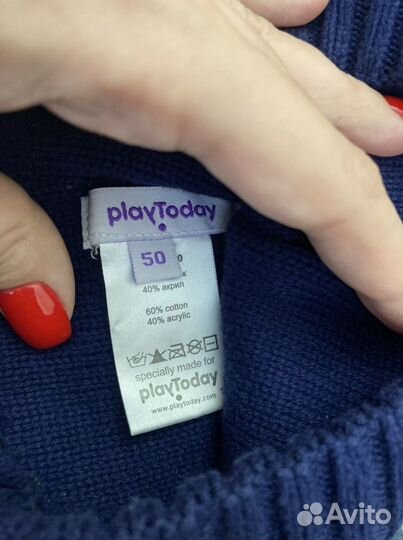 playToday
50
40% акрил
60% cotton
40% acrylic
specially made for
playToday
www.playtoday.com
Avito